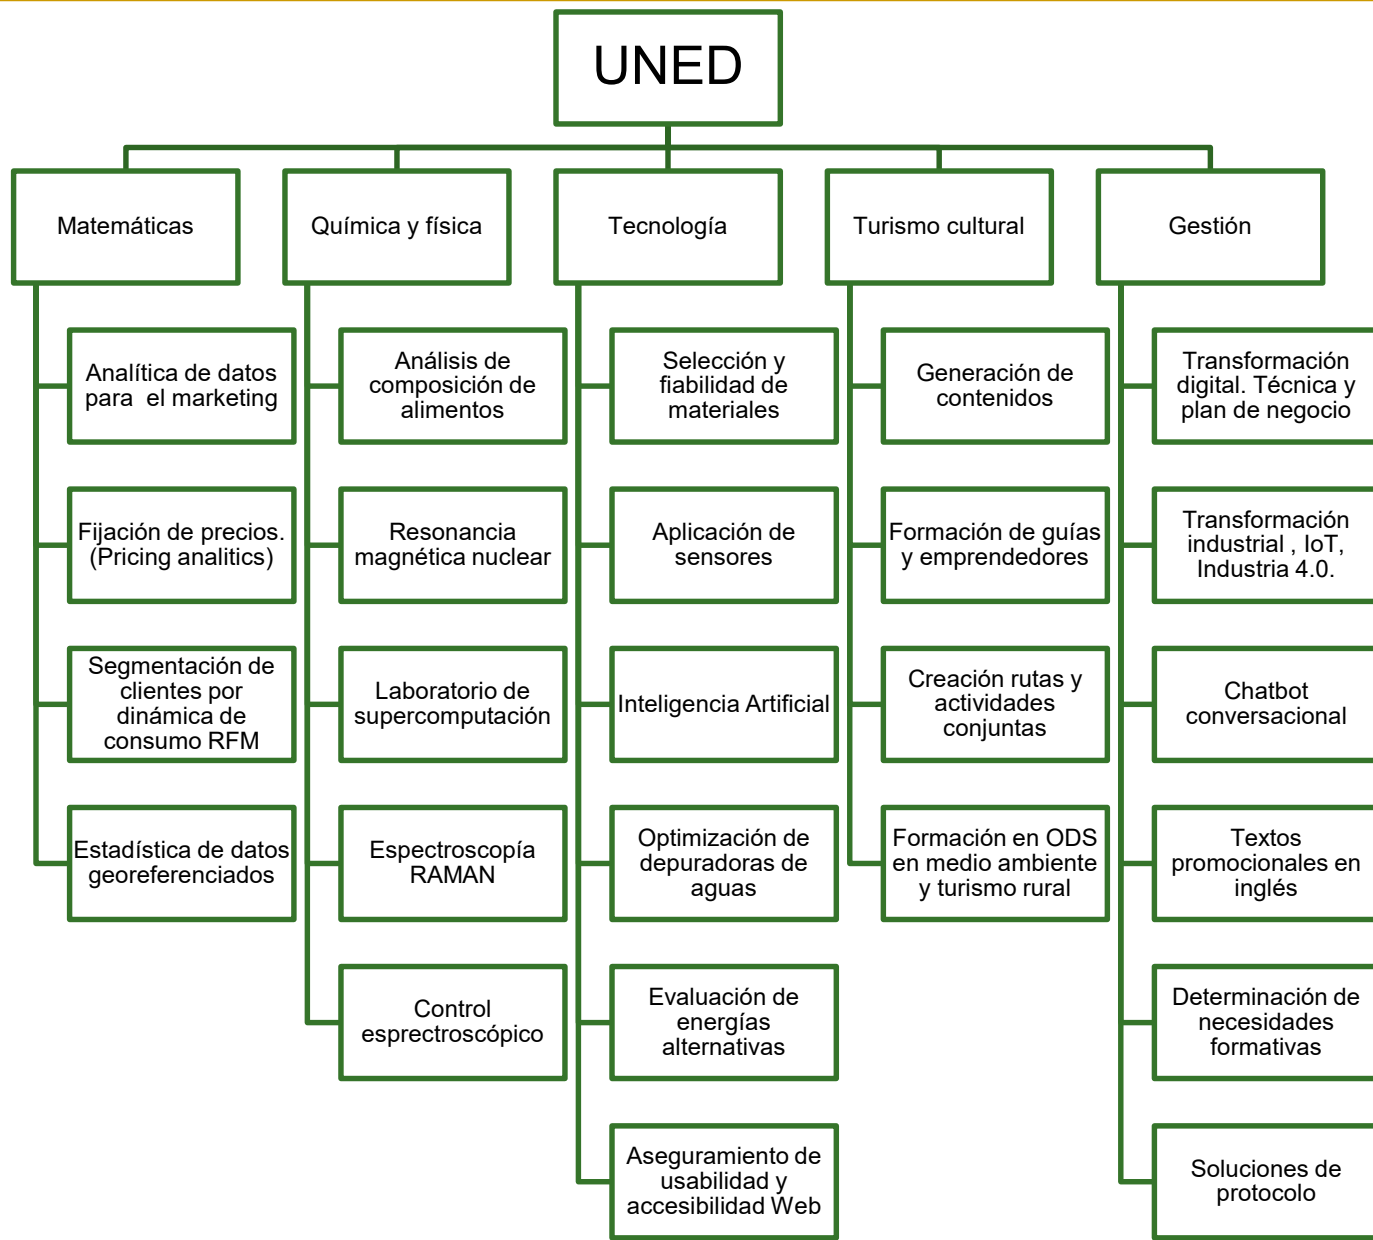 UNED
Matemáticas
Química y física
Tecnología
Turismo cultural
Gestión
Analítica de datos
para  el marketing
Fijación de precios.
(Pricing analitics)
Segmentación de
clientes por
dinámica de
consumo RFM
Estadística de datos
georeferenciados
Análisis de
composición de
alimentos
Resonancia
magnética nuclear
Laboratorio de
supercomputación
Espectroscopía
RAMAN
Control
esprectroscópico
Selección y
fiabilidad de
materiales
Aplicación de
sensores
Inteligencia Artificial
Optimización de
depuradoras de
aguas
Evaluación de
energías
alternativas
Aseguramiento de
usabilidad y
accesibilidad Web
Generación de
contenidos
Formación de guías
y emprendedores
Creación rutas y
actividades
conjuntas
Formación en ODS
en medio ambiente
y turismo rural
Transformación
digital. Técnica y
plan de negocio
Transformación
industrial , IoT,
Industria 4.0.
Chatbot
conversacional
Textos
promocionales en
inglés
Determinación de
necesidades
formativas
Soluciones de
protocolo